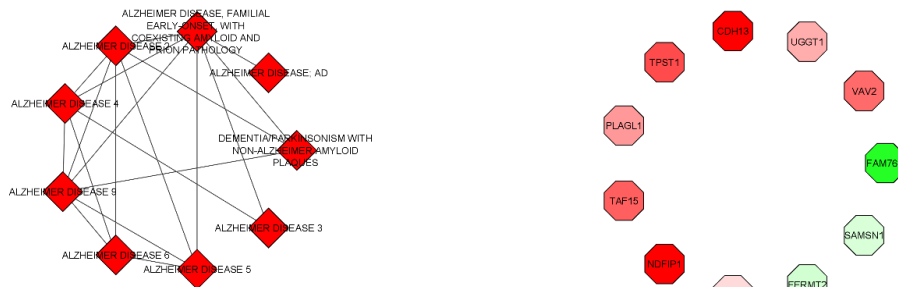 ALZHEIMER DISEASE, FAMILIAL
EARLY-ONSET, WITH
COEXISTING AMYLOID AND
PRION PATHOLOGY
ALZHEIMER DISEASE 2
ALZHEIMER DISEASE; AD
ALZHEIMER DISEASE 4
DEMENTIA/PARKINSONISM WITH
NON-ALZHEIMER AMYLOID
PLAQUES
ALZHEIMER DISEASE 9
ALZHEIMER DISEASE 3
ALZHEIMER DISEASE 6
ALZHEIMER DISEASE 5
CDH13
UGGT1
TPST1
VAV2
PLAGL1
FAM76
TAF15
SAMSN1
NDFIP1
FERMT2